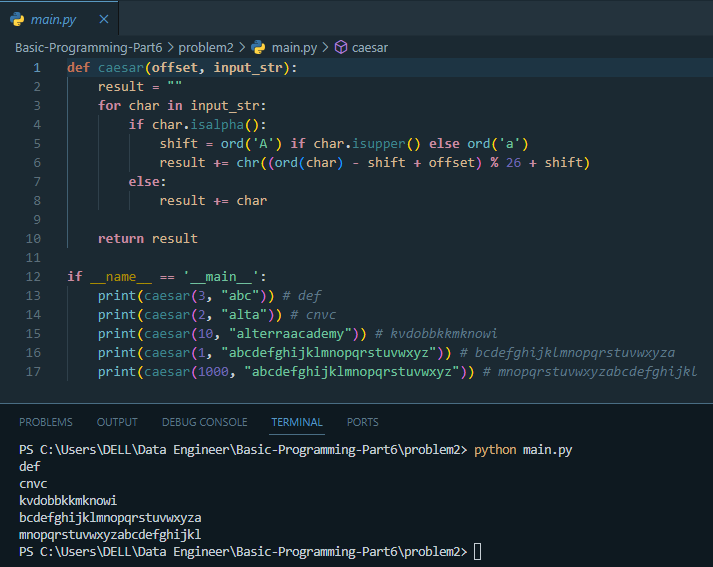 main.py ×
Basic-Programming-Part6 > problem2 > main.py > caesar
1 def caesar(offset, input_str):
2     result = ""
3     for char in input_str:
4         if char.isalpha():
5             shift = ord('A') if char.isupper() else ord('a')
6             result += chr((ord(char) - shift + offset) % 26 + shift)
7         else:
8             result += char
9
10     return result
11
12 if __name__ == '__main__':
13     print(caesar(3, "abc")) # def
14     print(caesar(2, "alta")) # cnvc
15     print(caesar(10, "alterraacademy")) # kvdobbkkmknowi
16     print(caesar(1, "abcdefghijklmnopqrstuvwxyz")) # bcdefghijklmnopqrstuvwxyza
17     print(caesar(1000, "abcdefghijklmnopqrstuvwxyz")) # mnopqrstuvwxyzabcdefghijkl
PROBLEMS OUTPUT DEBUG CONSOLE TERMINAL PORTS
PS C:\Users\DELL\Data Engineer\Basic-Programming-Part6\problem2> python main.py
def
cnvc
kvdobbkkmknowi
bcdefghijklmnopqrstuvwxyza
mnopqrstuvwxyzabcdefghijkl
PS C:\Users\DELL\Data Engineer\Basic-Programming-Part6\problem2>